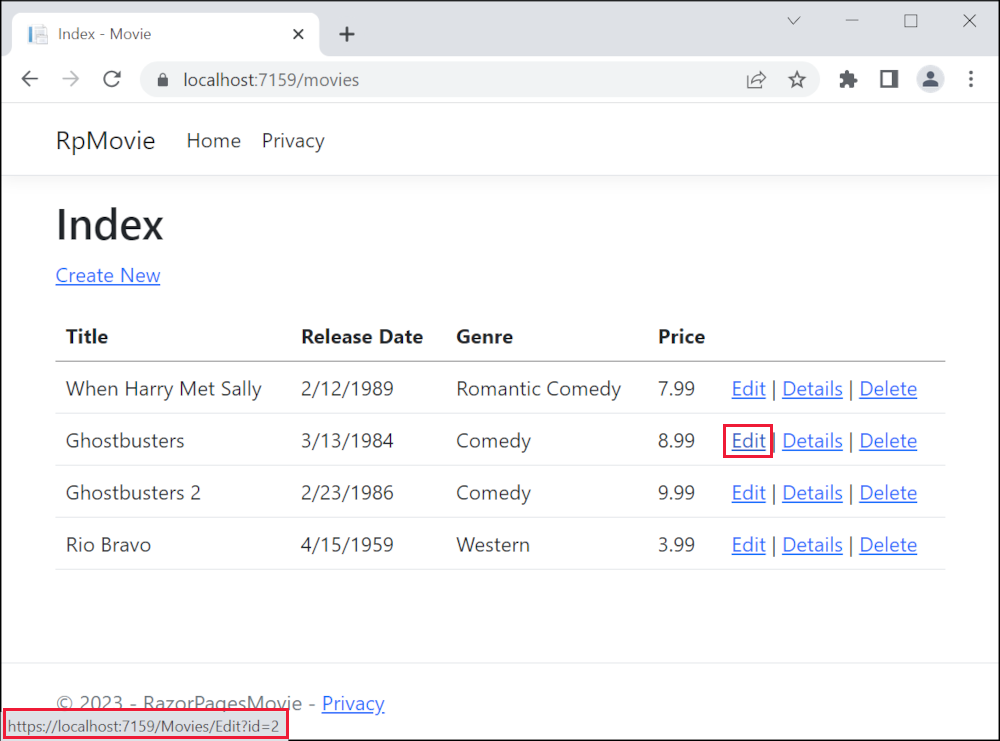 Index - Movie
localhost:7159/movies
RpMovie Home Privacy
Index
Create New
Title Release Date Genre Price
When Harry Met Sally 2/12/1989 Romantic Comedy 7.99 Edit | Details | Delete
Ghostbusters 3/13/1984 Comedy 8.99 Edit | Details | Delete
Ghostbusters 2 2/23/1986 Comedy 9.99 Edit | Details | Delete
Rio Bravo 4/15/1959 Western 3.99 Edit | Details | Delete
© 2023 - RazorPagesMovie - Privacy
https://localhost:7159/Movies/Edit?id=2